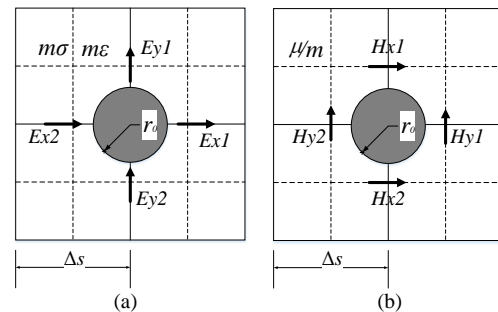 mσ mε Ey1
Ex2 r₀ Ex1
Ey2
Δs
(a)
μ/m Hx1
Hy2 r₀ Hy1
Hx2
Δs
(b)